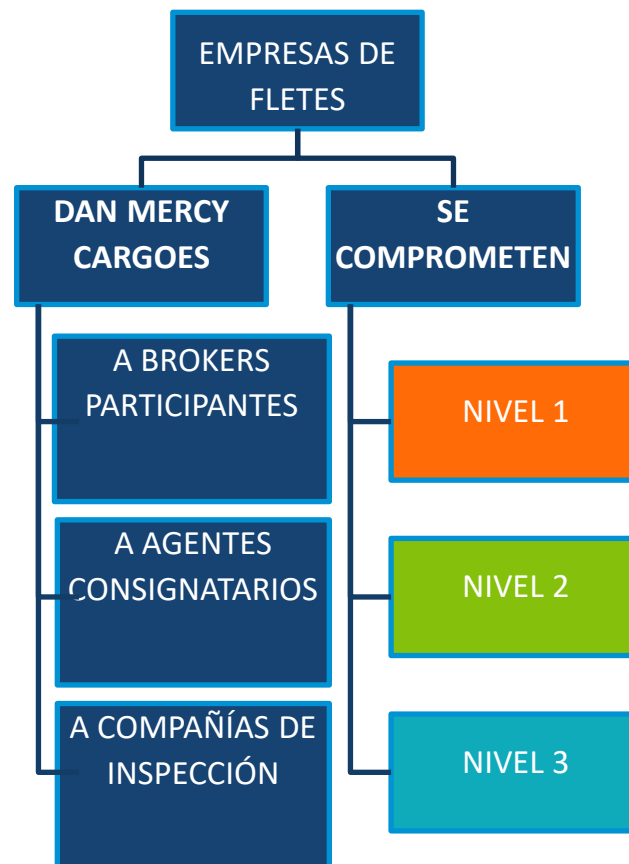 EMPRESAS DE
FLETES
DAN MERCY
CARGOES
A BROKERS
PARTICIPANTES
A AGENTES
CONSIGNATARIOS
A COMPAÑÍAS DE
INSPECCIÓN
SE
COMPROMETEN
NIVEL 1
NIVEL 2
NIVEL 3